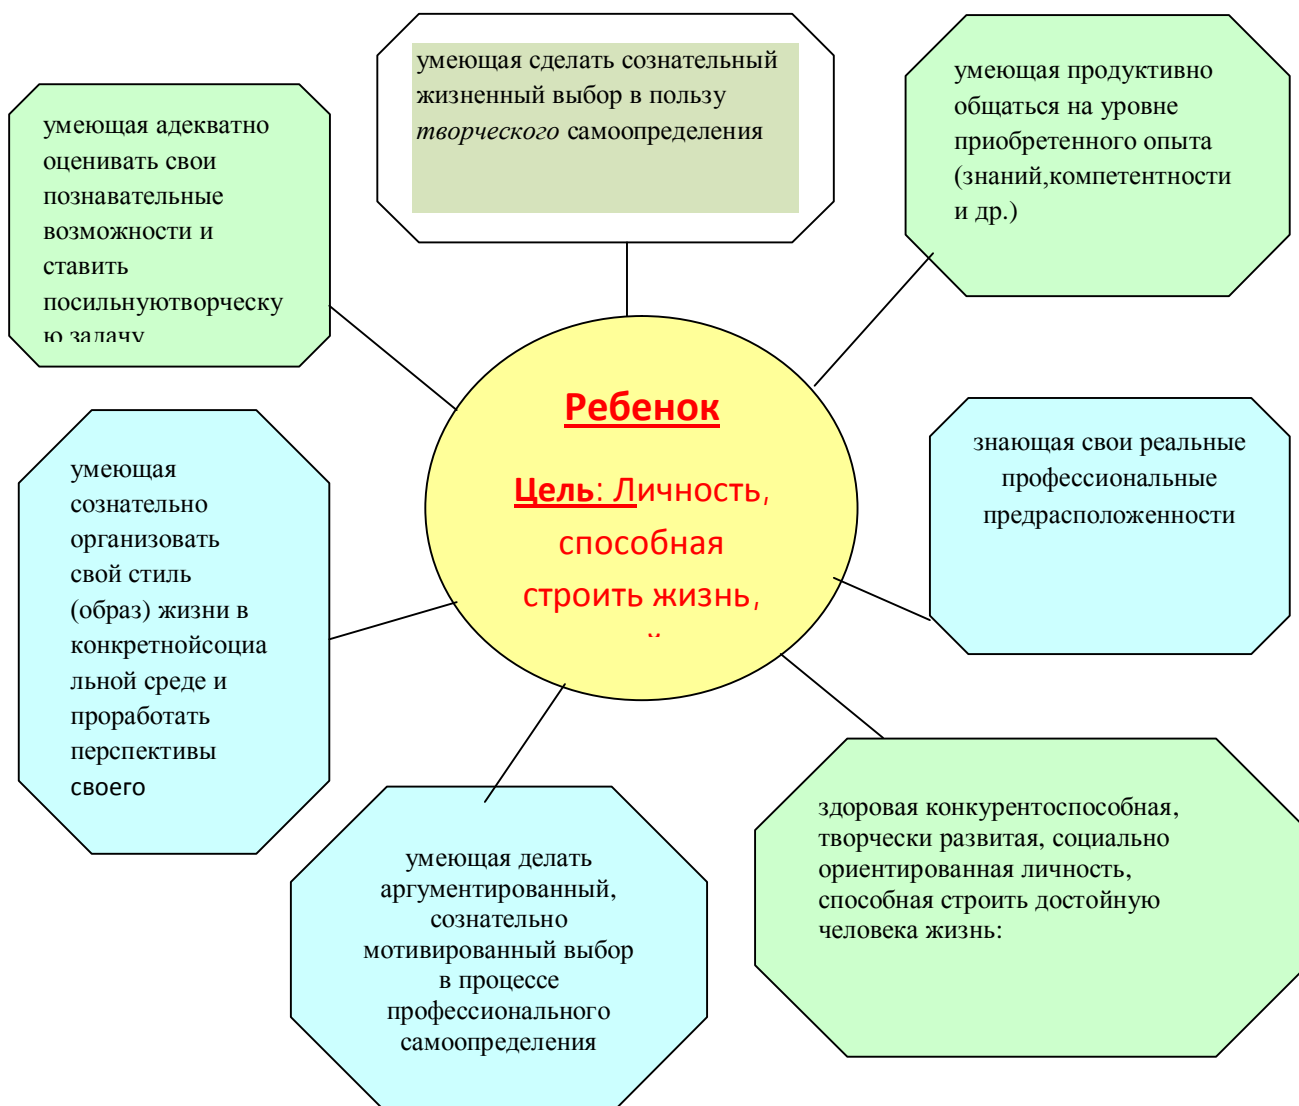 умеющая сделать сознательный
жизненный выбор в пользу
творческого самоопределения
умеющая продуктивно
общаться на уровне
приобретенного опыта
(знаний,компетентности
и др.)
умеющая адекватно
оценивать свои
познавательные
возможности и
ставить
посильнуютворческу
ю задачу
Ребенок
Цель: Личность,
способная
строить жизнь,
знающая свои реальные
профессиональные
предрасположенности
умеющая
сознательно
организовать
свой стиль
(образ) жизни в
конкретнойсоциа
льной среде и
проработать
перспективы
своего
умеющая делать
аргументированный,
сознательно
мотивированный выбор
в процессе
профессионального
самоопределения
здоровая конкурентоспособная,
творчески развитая, социально
ориентированная личность,
способная строить достойную
человека жизнь: